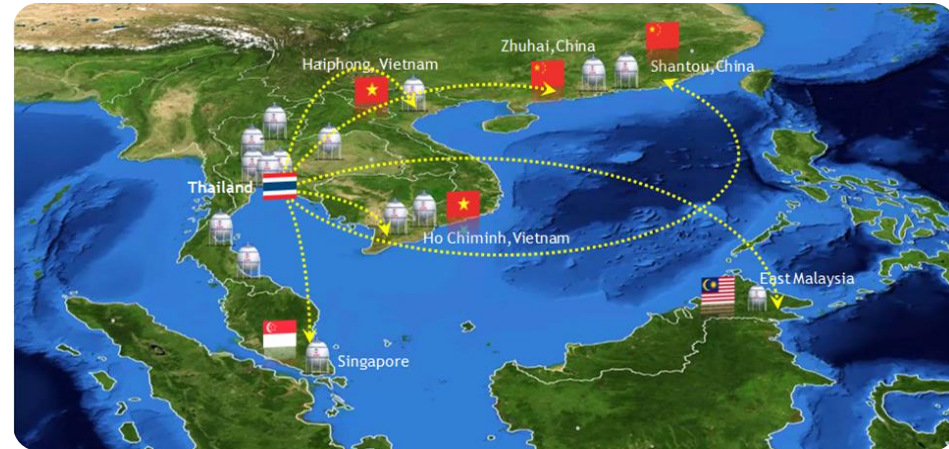 Zhuhai,China
Haiphong, Vietnam
Shantou,China
Thailand
Ho Chiminh,Vietnam
East Malaysia
Singapore